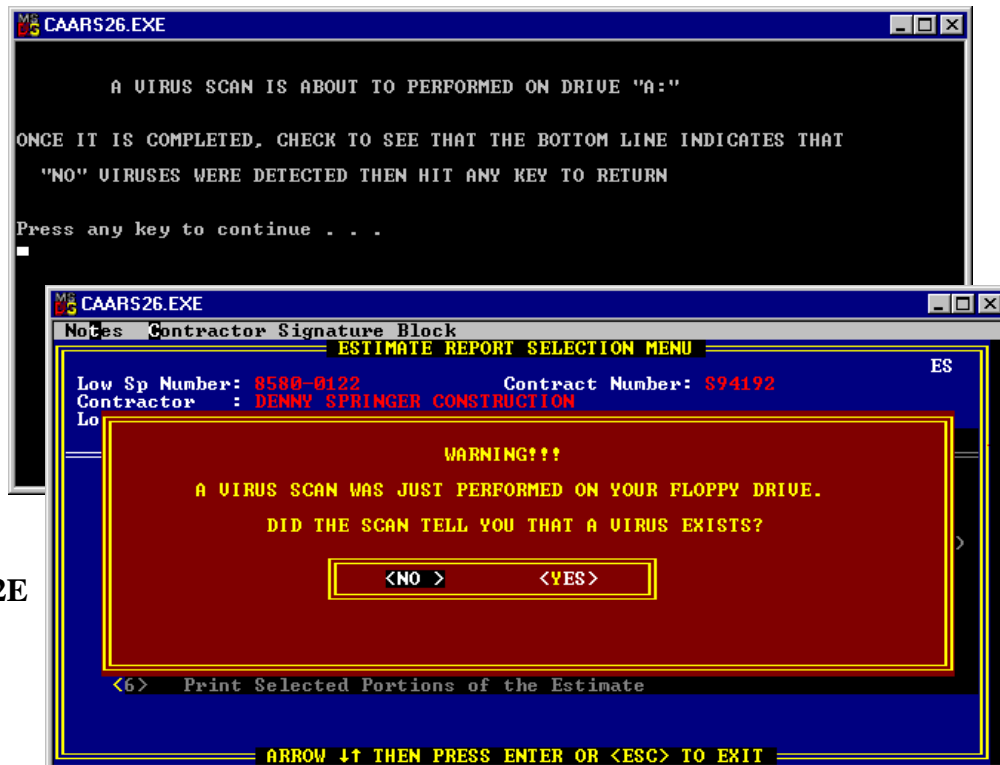 CAARS26.EXE
A VIRUS SCAN IS ABOUT TO PERFORMED ON DRIVE "A:"
ONCE IT IS COMPLETED, CHECK TO SEE THAT THE BOTTOM LINE INDICATES THAT
"NO" VIRUSES WERE DETECTED THEN HIT ANY KEY TO RETURN
Press any key to continue . . .
CAARS26.EXE
Notes Contractor Signature Block
ESTIMATE REPORT SELECTION MENU
ES
Low Sp Number: 8580-0122 Contract Number: S94192
Contractor : DENNY SPRINGER CONSTRUCTION
Lo
WARNING!!!
A VIRUS SCAN WAS JUST PERFORMED ON YOUR FLOPPY DRIVE.
DID THE SCAN TELL YOU THAT A VIRUS EXISTS?
>
<NO > <YES>
2E
<6> Print Selected Portions of the Estimate
ARROW ↓↑ THEN PRESS ENTER OR <ESC> TO EXIT